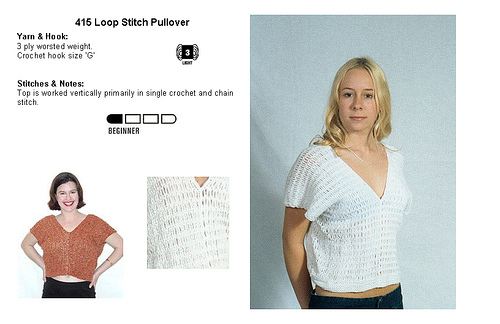 415 Loop Stitch Pullover
Yarn & Hook:
3 ply worsted weight.
Crochet hook size "G"
3
LIGHT
Stitches & Notes:
Top is worked vertically primarily in single crochet and chain
stitch.
BEGINNER